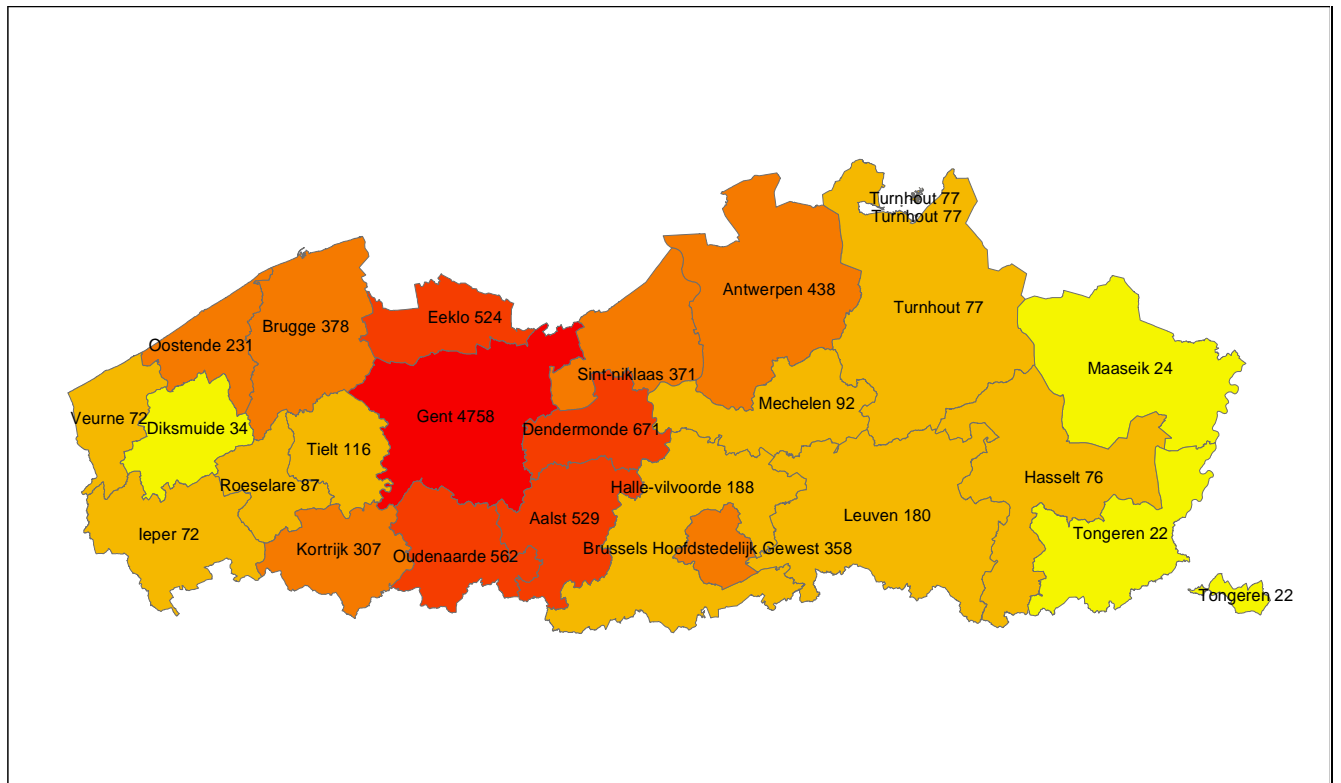 Turnhout 77
Turnhout 77
Antwerpen 438
Turnhout 77
Eeklo 524
Brugge 378
Oostende 231
Maaseik 24
Sint-niklaas 371
Mechelen 92
Gent 4758
Veurne 72
Diksmuide 34
Dendermonde 671
Tielt 116
Hasselt 76
Roeselare 87
Halle-vilvoorde 188
Leuven 180
Aalst 529
Ieper 72
Tongeren 22
Kortrijk 307
Brussels Hoofdstedelijk Gewest 358
Oudenaarde 562
Tongeren 22